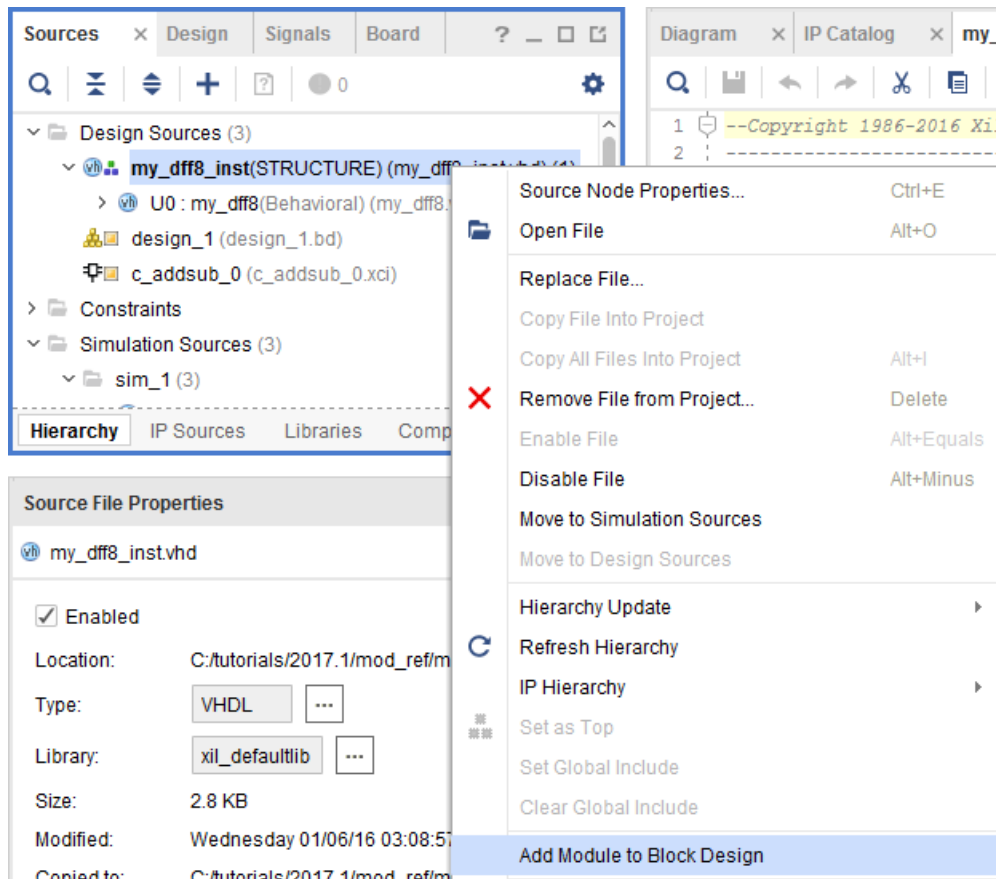 Sources Design Signals Board
0
Design Sources (3)
my_dff8_inst(STRUCTURE) (my_dff8_inst.vhd) (1)
U0 : my_dff8(Behavioral) (my_dff8.
design_1 (design_1.bd)
c_addsub_0 (c_addsub_0.xci)
Constraints
Simulation Sources (3)
sim_1 (3)
Hierarchy IP Sources Libraries Comp
Source File Properties
my_dff8_inst.vhd
Enabled
Location: C:/tutorials/2017.1/mod_ref/m
Type: VHDL ...
Library: xil_defaultlib ...
Size: 2.8 KB
Modified: Wednesday 01/06/16 03:08:57
Copied to: C:/tutorials/2017.1/mod_ref/m
Diagram IP Catalog my_
1 --Copyright 1986-2016 Xi
2 ------------------------
Source Node Properties... Ctrl+E
Open File Alt+O
Replace File...
Copy File Into Project
Copy All Files Into Project Alt+I
Remove File from Project... Delete
Enable File Alt+Equals
Disable File Alt+Minus
Move to Simulation Sources
Move to Design Sources
Hierarchy Update
Refresh Hierarchy
IP Hierarchy
Set as Top
Set Global Include
Clear Global Include
Add Module to Block Design